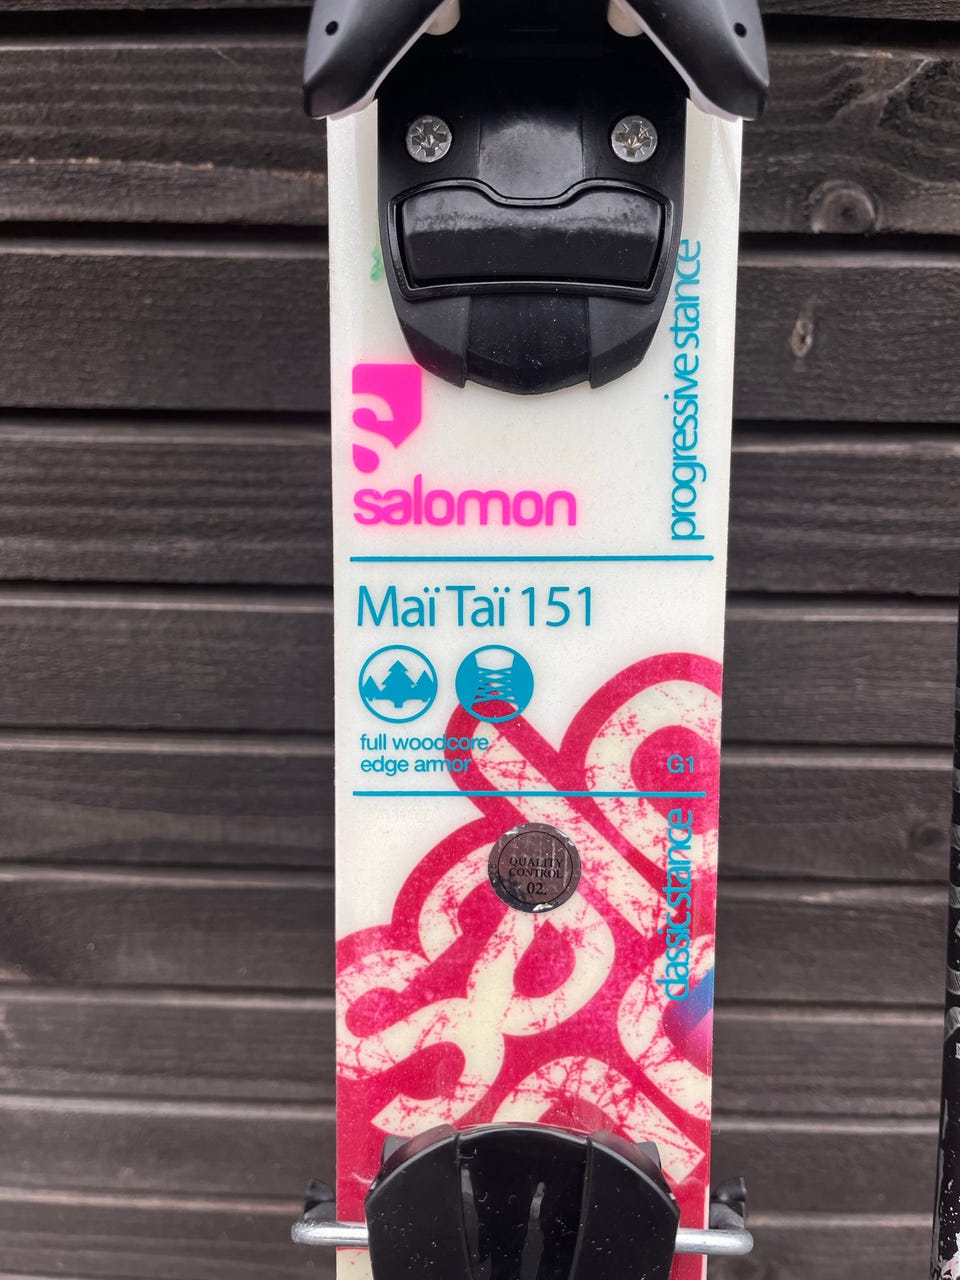 progressive stance
salomon
Maï Taï 151
full woodcore
edge armor
G1
classic stance
QUALITY
CONTROL
02.